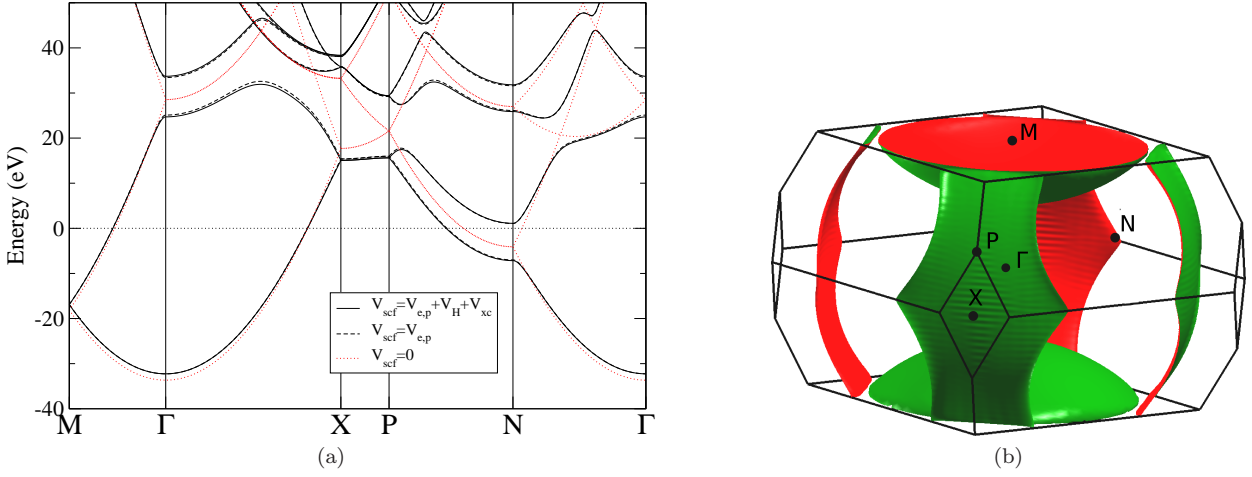 40
20
0
-20
-40
Energy (eV)
V_scf=V_e,p+V_H+V_xc
V_scf=V_e,p
V_scf=0
M Γ X P N Γ
(a)
M
N
P
Γ
X
(b)